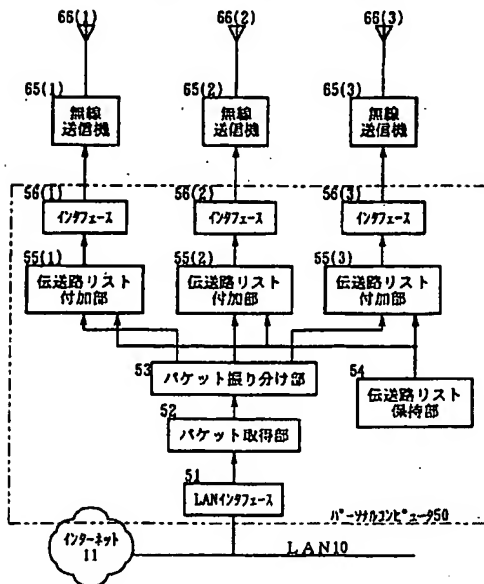 66(1) 66(2) 66(3)
65(1) 65(2) 65(3)
無線 無線 無線
送信機 送信機 送信機
56(1) 56(2) 56(3)
インタフェース インタフェース インタフェース
55(1) 55(2) 55(3)
伝送路リスト 伝送路リスト 伝送路リスト
付加部 付加部 付加部
53 54
パケット振り分け部
伝送路リスト
保持部
52
パケット取得部
51
LANインタフェース
パーソナルコンピュータ50
インターネット
11
LAN10